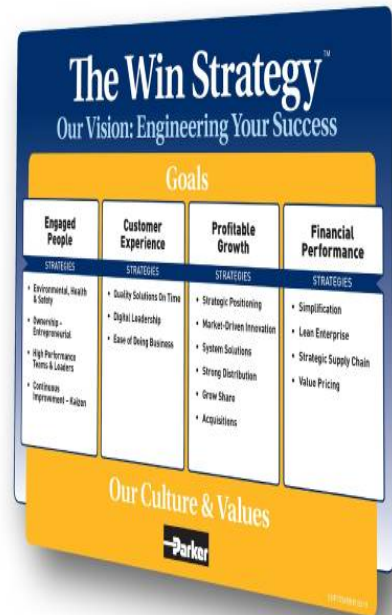 The Win Strategy™
Our Vision: Engineering Your Success
Goals
Engaged
People
STRATEGIES
• Environmental, Health
& Safety
• Ownership –
Entrepreneurial
• High Performance
Teams & Leaders
• Continuous
Improvement – Kaizen
Customer
Experience
STRATEGIES
• Quality Solutions On Time
• Digital Leadership
• Ease of Doing Business
Profitable
Growth
STRATEGIES
• Strategic Positioning
• Market-Driven Innovation
• System Solutions
• Strong Distribution
• Grow Share
• Acquisitions
Financial
Performance
STRATEGIES
• Simplification
• Lean Enterprise
• Strategic Supply Chain
• Value Pricing
Our Culture & Values
Parker